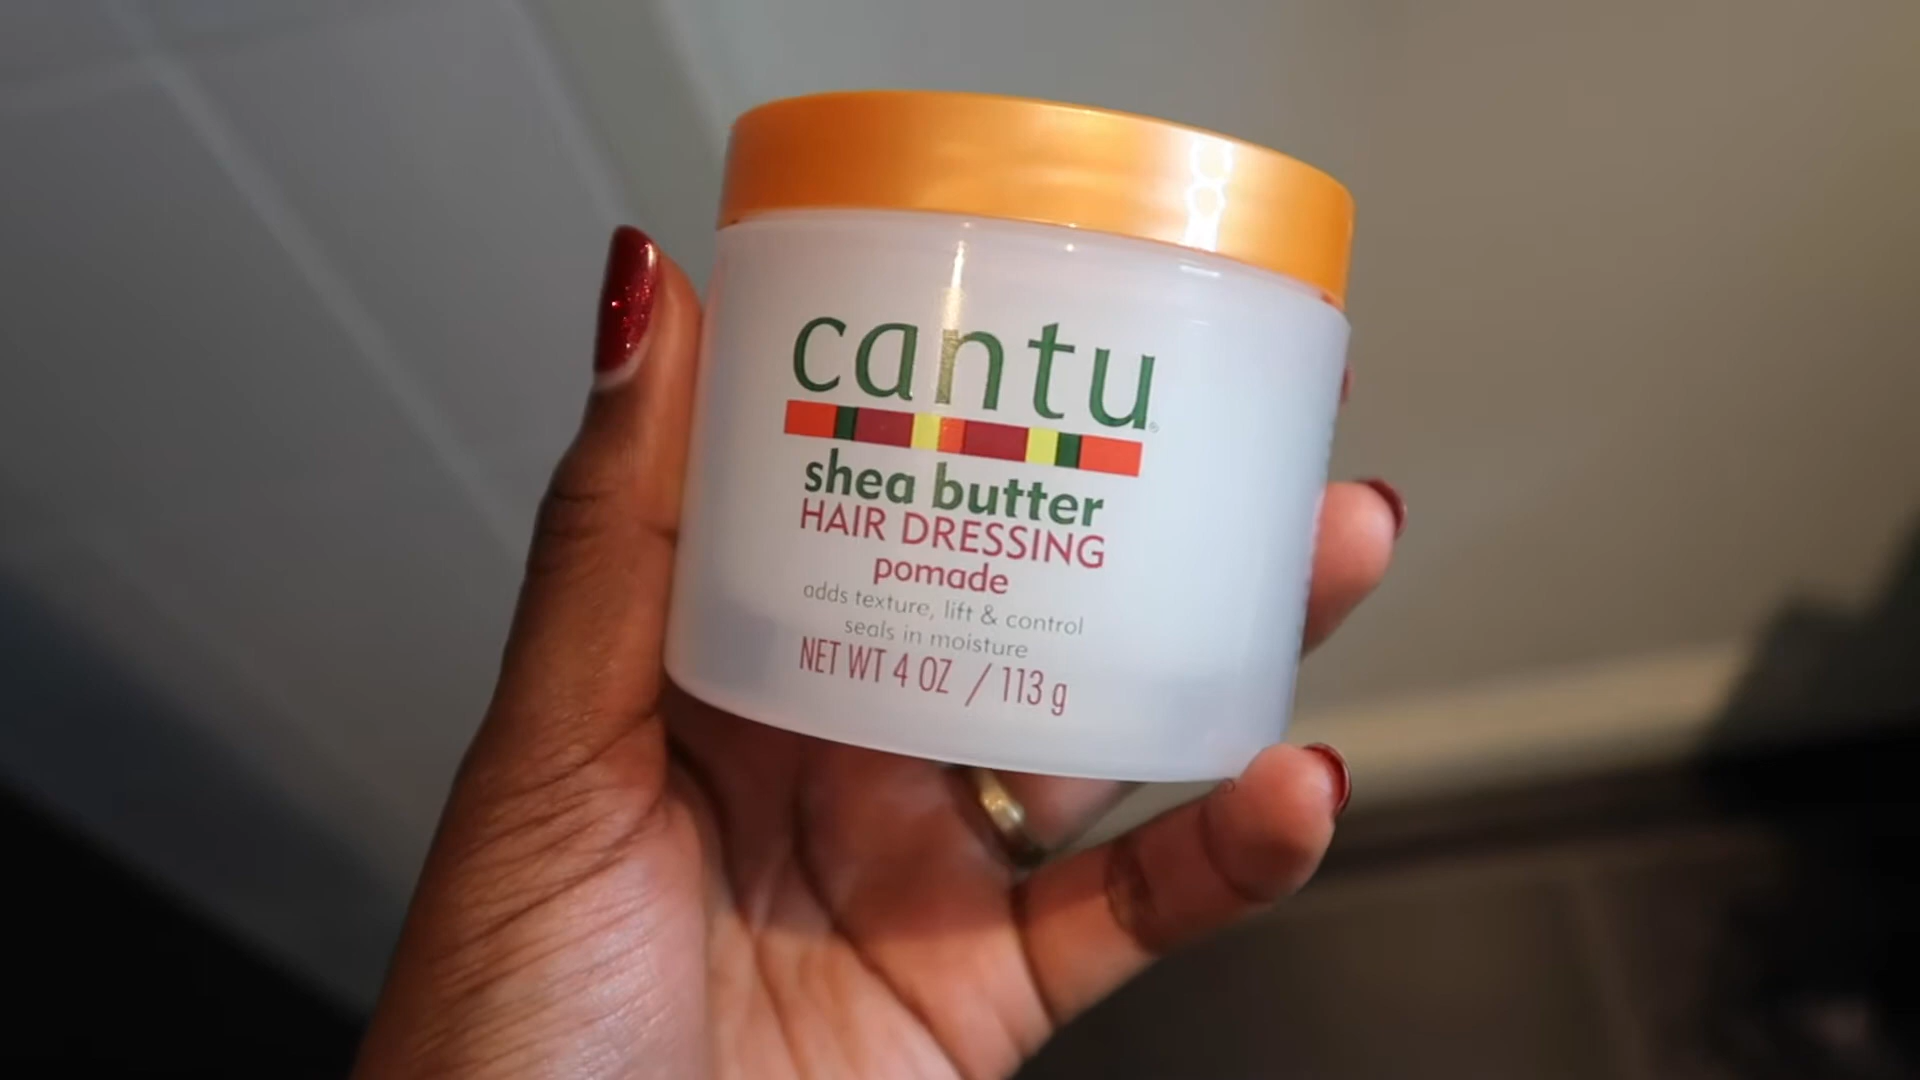 cantu®
shea butter
HAIR DRESSING
pomade
adds texture, lift & control
seals in moisture
NET WT 4 OZ / 113 g